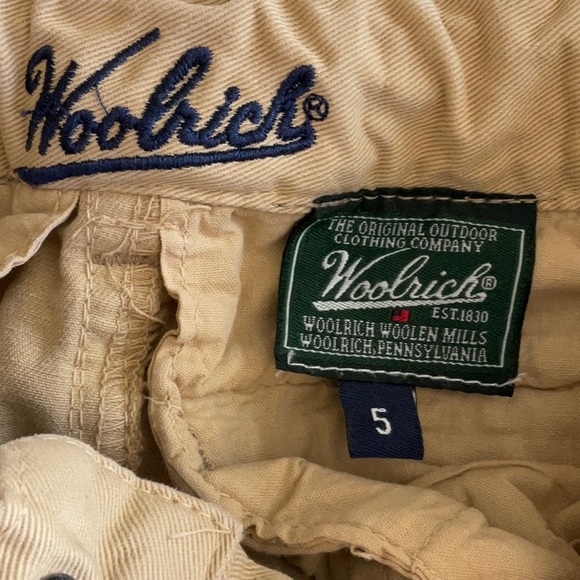 Woolrich®
THE ORIGINAL OUTDOOR
CLOTHING COMPANY
Woolrich®
EST.1830
WOOLRICH WOOLEN MILLS
WOOLRICH, PENNSYLVANIA
5